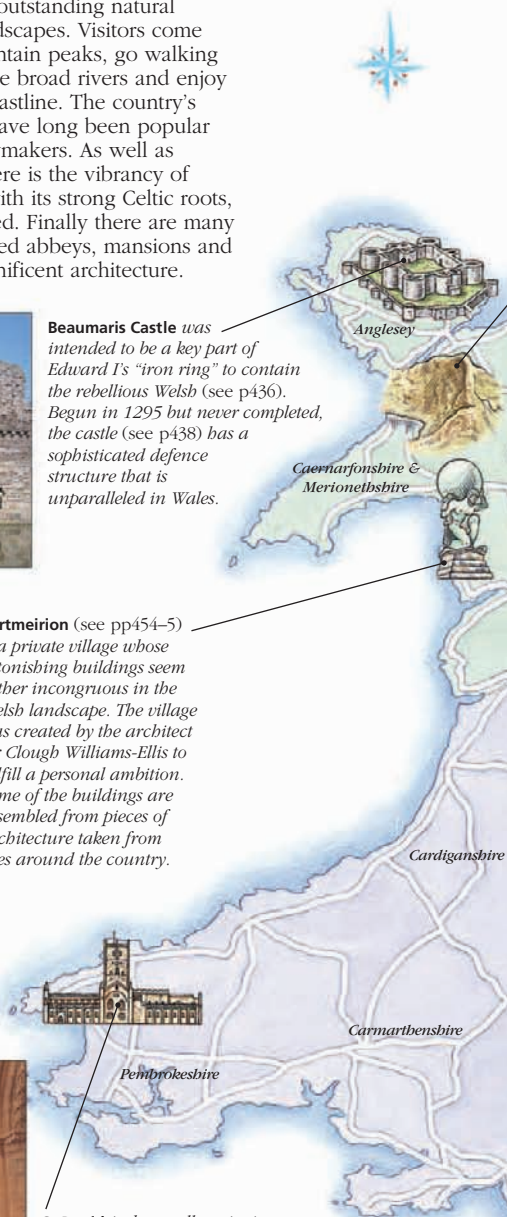 outstanding natural
dscapes. Visitors come
ntain peaks, go walking
e broad rivers and enjoy
astline. The country's
ave long been popular
ymakers. As well as
ere is the vibrancy of
ith its strong Celtic roots,
ed. Finally there are many
ed abbeys, mansions and
nificent architecture.
Beaumaris Castle was
intended to be a key part of
Edward I's "iron ring" to contain
the rebellious Welsh (see p436).
Begun in 1295 but never completed,
the castle (see p438) has a
sophisticated defence
structure that is
unparalleled in Wales.
Anglesey
Caernarfonshire &
Merionethshire
rtmeirion (see pp454–5)
a private village whose
tonishing buildings seem
ther incongruous in the
elsh landscape. The village
as created by the architect
r Clough Williams-Ellis to
lfill a personal ambition.
me of the buildings are
sembled from pieces of
chitecture taken from
es around the country.
Cardiganshire
Carmarthenshire
Pembrokeshire